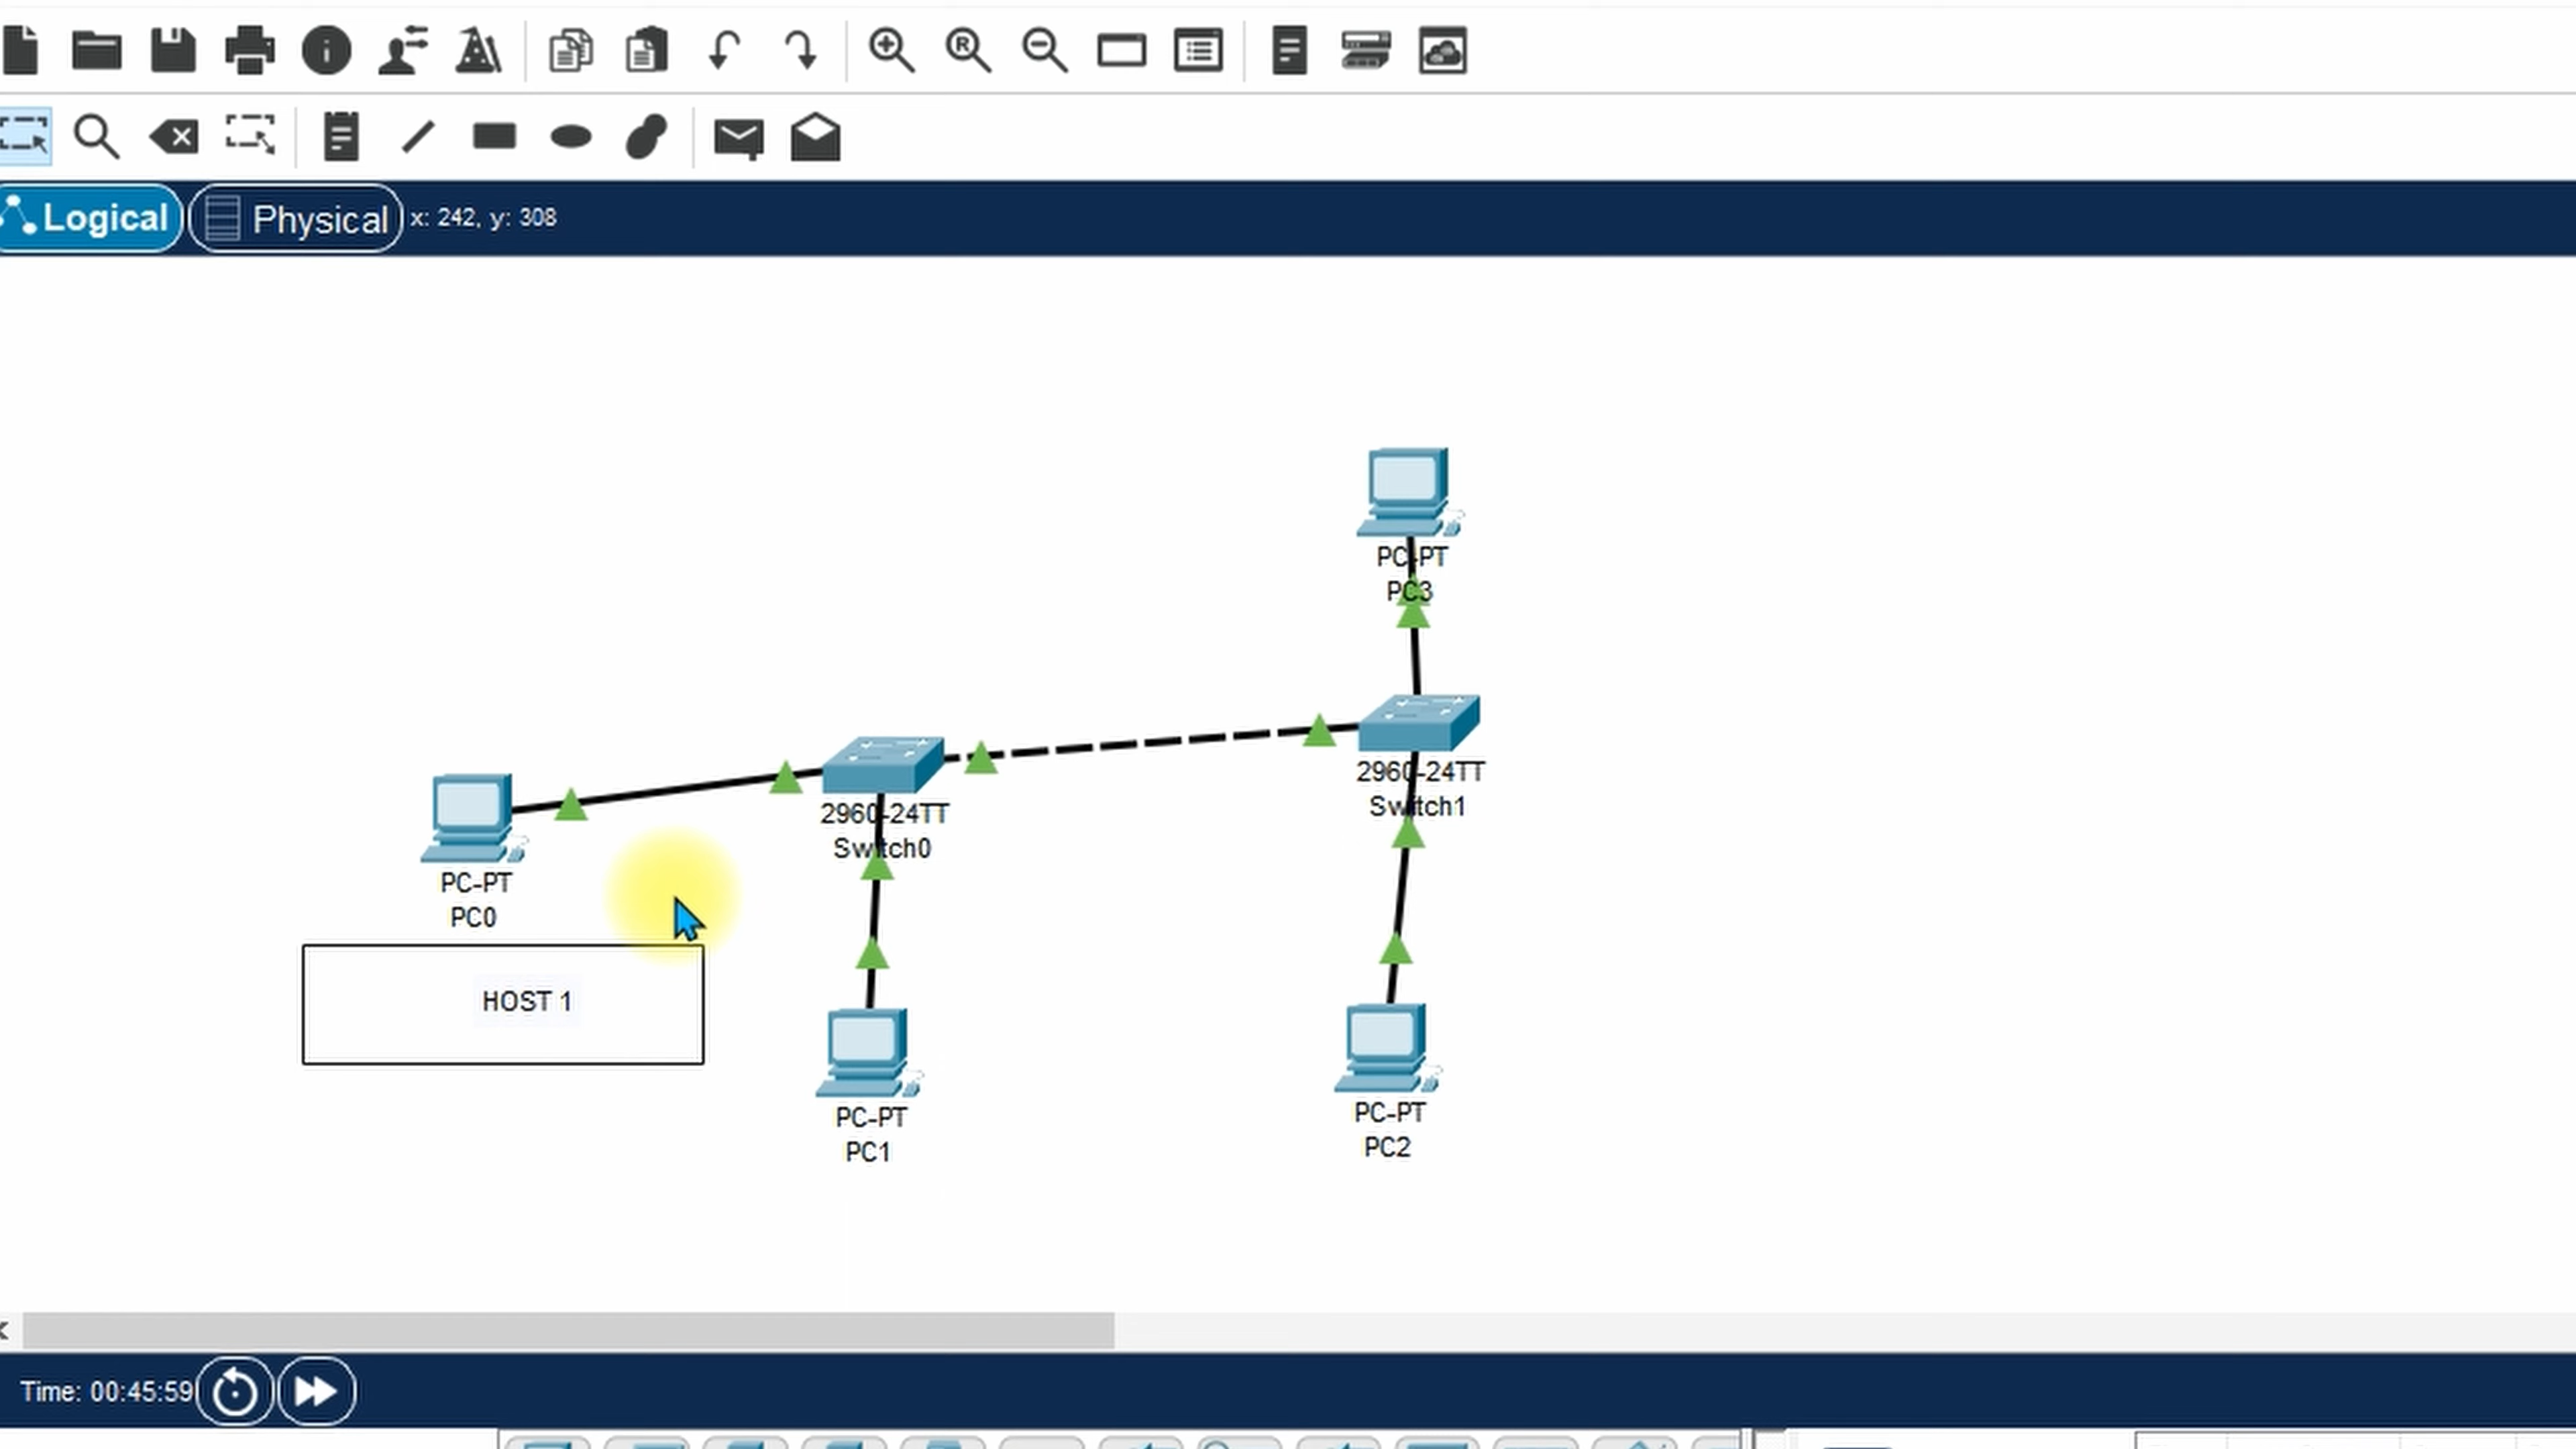 Logical
Physical
x: 242, y: 308
PC-PT
PC3
2960-24TT
Switch1
2960-24TT
Switch0
PC-PT
PC0
HOST 1
PC-PT
PC1
PC-PT
PC2
Time: 00:45:59